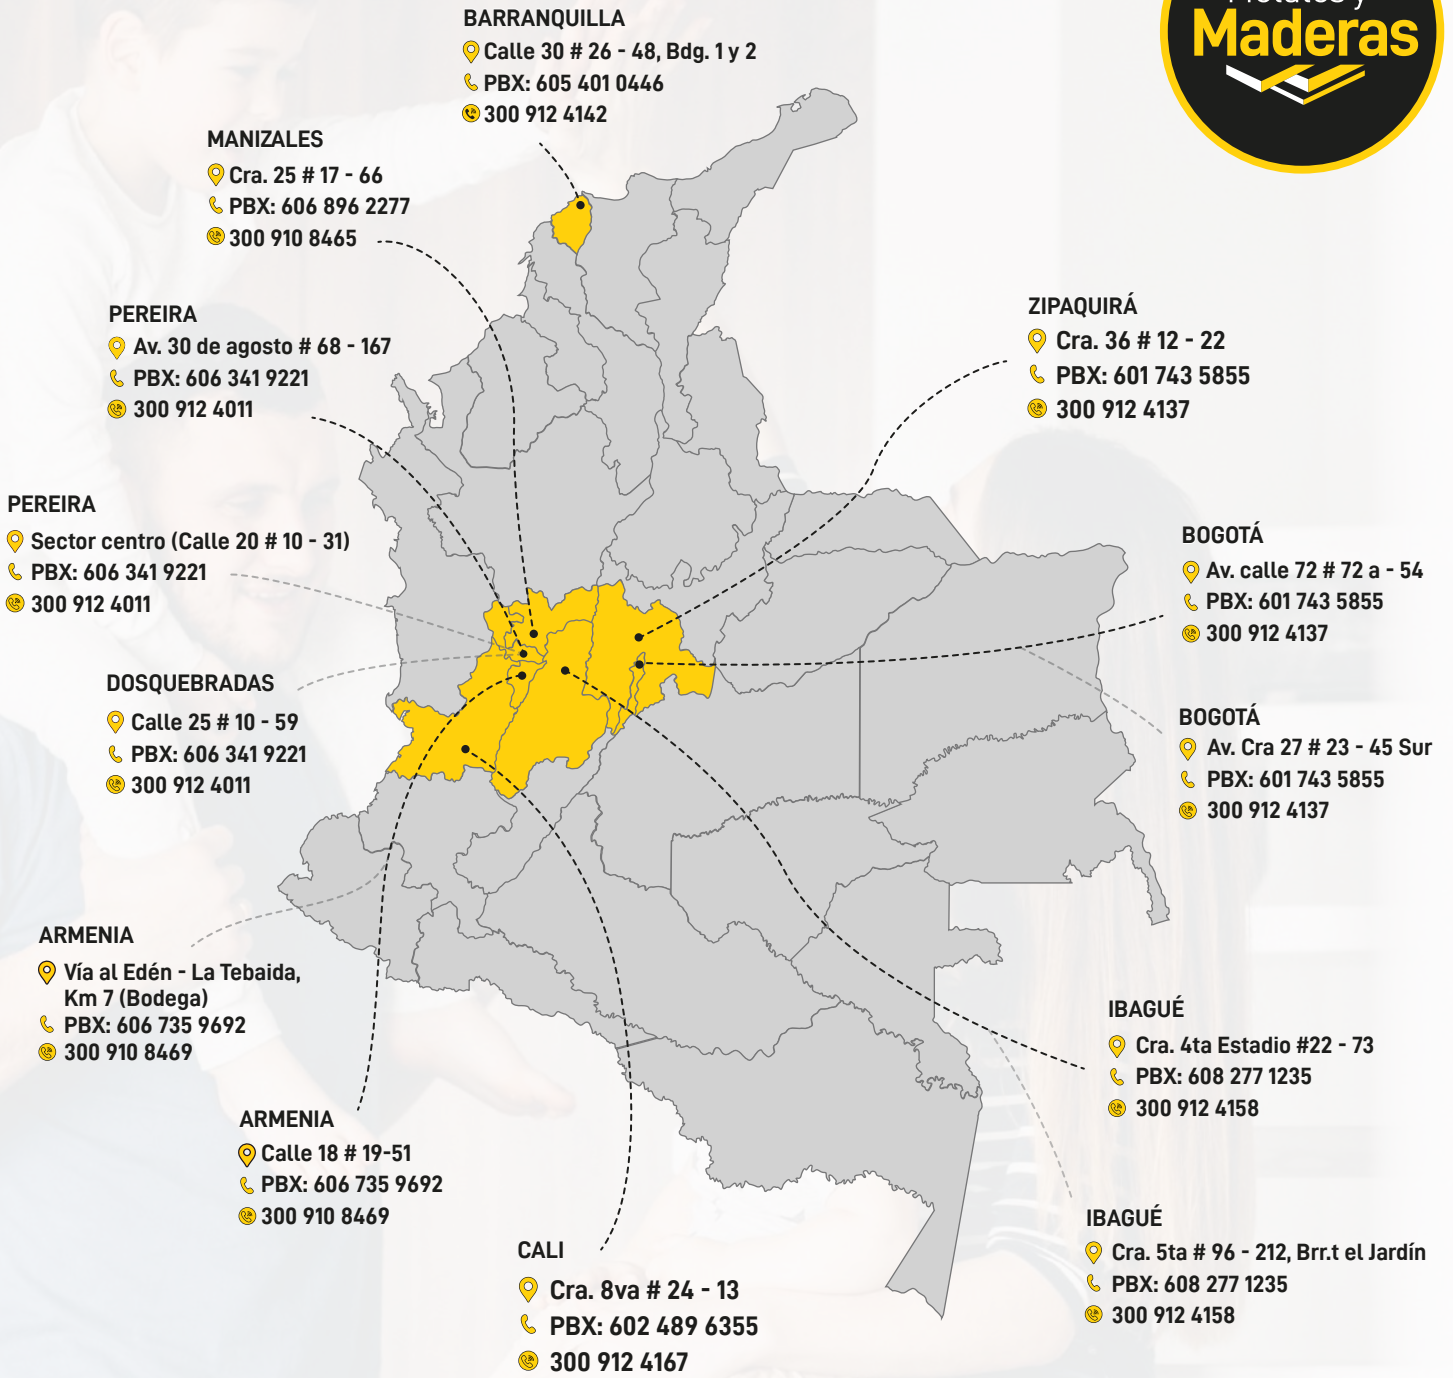 Maderas
BARRANQUILLA
Calle 30 # 26 - 48, Bdg. 1 y 2
PBX: 605 401 0446
300 912 4142
MANIZALES
Cra. 25 # 17 - 66
PBX: 606 896 2277
300 910 8465
PEREIRA
Av. 30 de agosto # 68 - 167
PBX: 606 341 9221
300 912 4011
ZIPAQUIRÁ
Cra. 36 # 12 - 22
PBX: 601 743 5855
300 912 4137
PEREIRA
Sector centro (Calle 20 # 10 - 31)
PBX: 606 341 9221
300 912 4011
BOGOTÁ
Av. calle 72 # 72 a - 54
PBX: 601 743 5855
300 912 4137
DOSQUEBRADAS
Calle 25 # 10 - 59
PBX: 606 341 9221
300 912 4011
BOGOTÁ
Av. Cra 27 # 23 - 45 Sur
PBX: 601 743 5855
300 912 4137
ARMENIA
Vía al Edén - La Tebaida,
Km 7 (Bodega)
PBX: 606 735 9692
300 910 8469
IBAGUÉ
Cra. 4ta Estadio #22 - 73
PBX: 608 277 1235
300 912 4158
ARMENIA
Calle 18 # 19-51
PBX: 606 735 9692
300 910 8469
IBAGUÉ
Cra. 5ta # 96 - 212, Brr.t el Jardín
PBX: 608 277 1235
300 912 4158
CALI
Cra. 8va # 24 - 13
PBX: 602 489 6355
300 912 4167